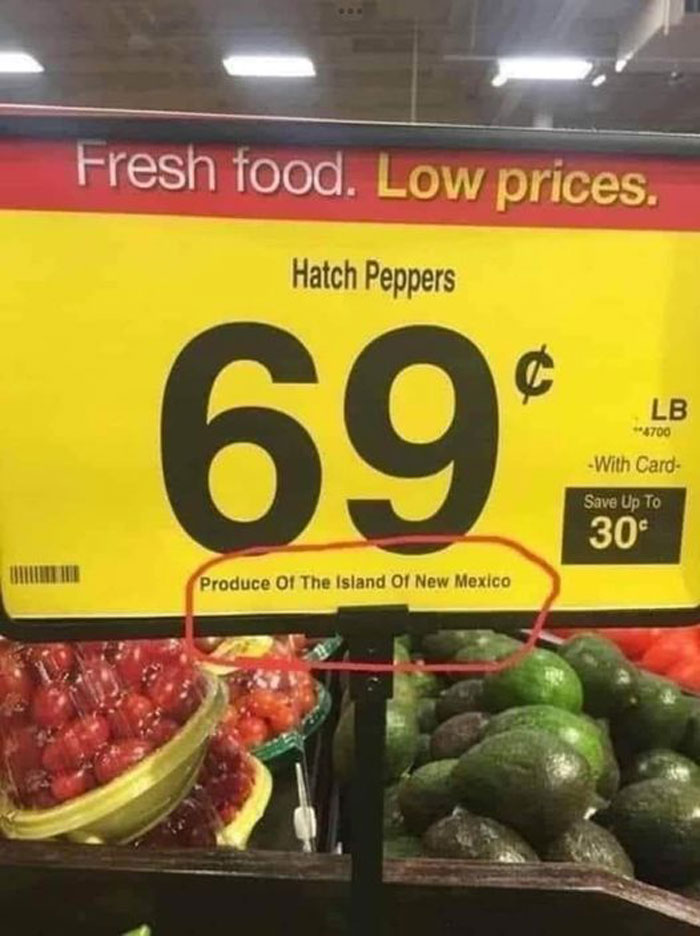 Fresh food. Low prices.
Hatch Peppers
69¢
LB
**4700
-With Card-
Save Up To
30¢
Produce Of The Island Of New Mexico